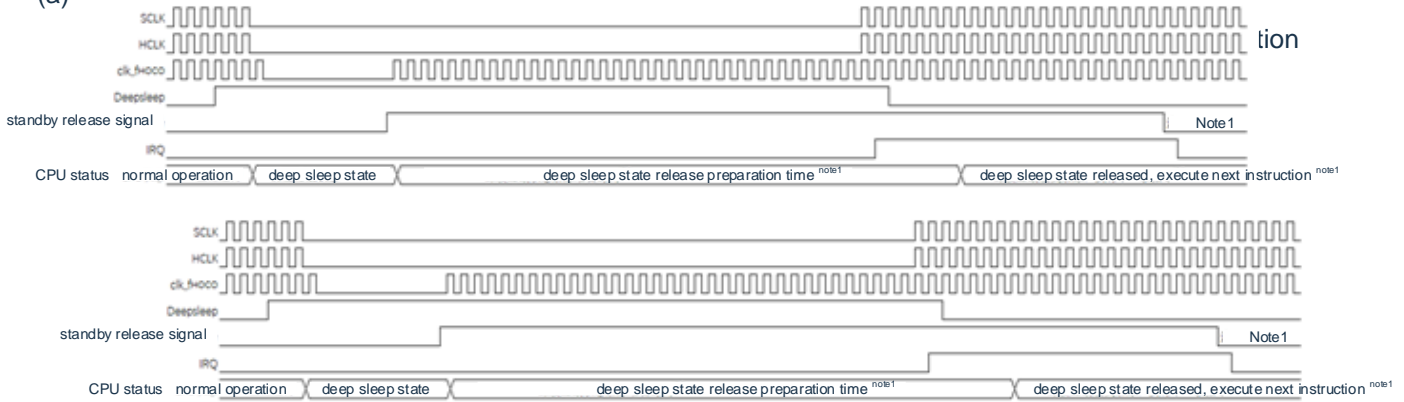 (a)
SCLK
HCLK
tion
clk_fHOCO
Deepsleep
standby release signal
Note1
IRQ
CPU status normal operation deep sleep state deep sleep state release preparation time note1 deep sleep state released, execute next instruction note1
SCLK
HCLK
clk_fHOCO
Deepsleep
standby release signal
Note1
IRQ
CPU status normal operation deep sleep state deep sleep state release preparation time note1 deep sleep state released, execute next instruction note1